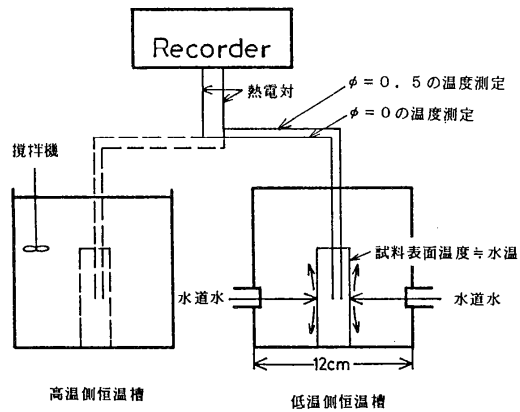 Recorder
熱電対
φ=0.5の温度測定
φ=0の温度測定
撹拌機
試料表面温度≒水温
水道水
水道水
12cm
高温側恒温槽
低温側恒温槽